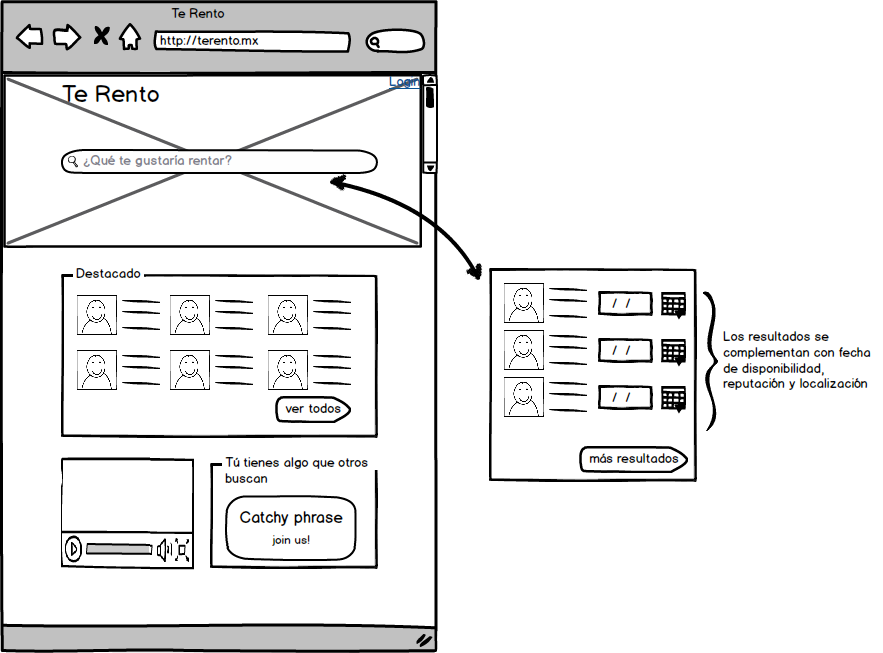 Te Rento
http://terento.mx
Login
Te Rento
¿Qué te gustaría rentar?
Destacado
ver todos
Tú tienes algo que otros
buscan
Catchy phrase
join us!
/ /
/ /
/ /
más resultados
Los resultados se
complementan con fecha
de disponibilidad,
reputación y localización